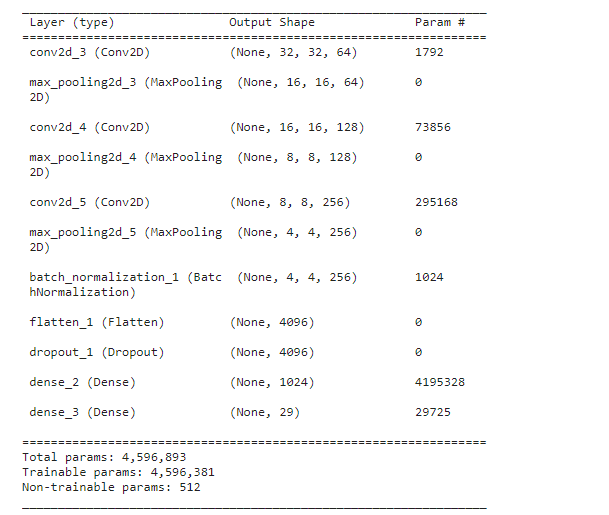 Layer (type) Output Shape Param #
conv2d_3 (Conv2D) (None, 32, 32, 64) 1792
max_pooling2d_3 (MaxPooling (None, 16, 16, 64) 0
2D)
conv2d_4 (Conv2D) (None, 16, 16, 128) 73856
max_pooling2d_4 (MaxPooling (None, 8, 8, 128) 0
2D)
conv2d_5 (Conv2D) (None, 8, 8, 256) 295168
max_pooling2d_5 (MaxPooling (None, 4, 4, 256) 0
2D)
batch_normalization_1 (Batc (None, 4, 4, 256) 1024
hNormalization)
flatten_1 (Flatten) (None, 4096) 0
dropout_1 (Dropout) (None, 4096) 0
dense_2 (Dense) (None, 1024) 4195328
dense_3 (Dense) (None, 29) 29725
Total params: 4,596,893
Trainable params: 4,596,381
Non-trainable params: 512